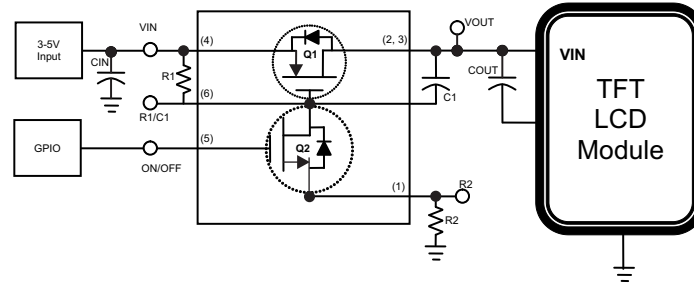 VOUT
VIN
3-5V
Input
(4)
Q1
(2, 3)
VIN
CIN
R1
COUT
TFT
LCD
Module
C1
(6)
R1/C1
(5)
GPIO
Q2
ON/OFF
(1)
R2
R2